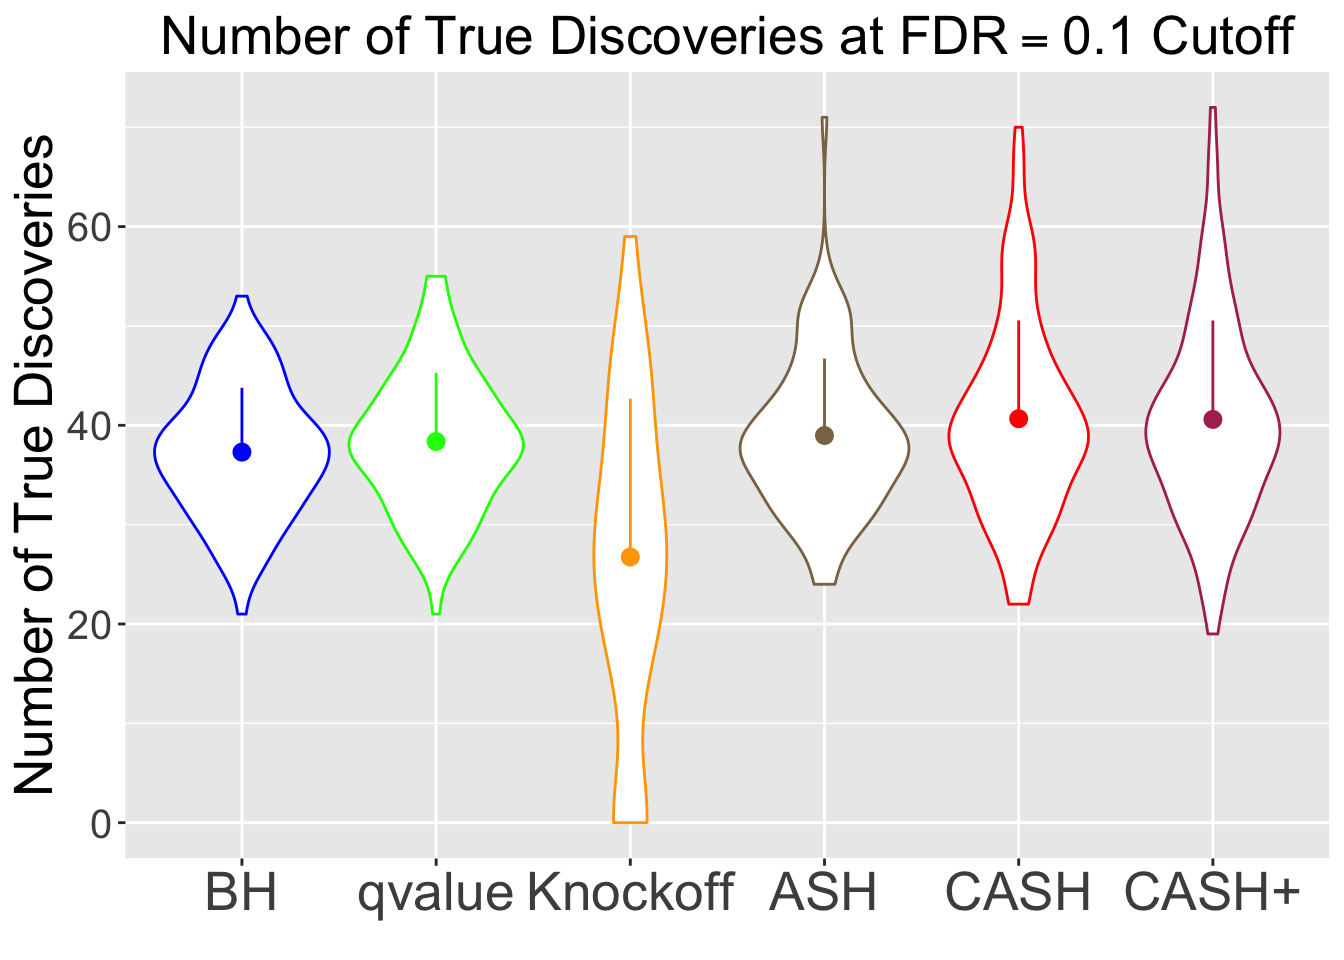 Number of True Discoveries at FDR = 0.1 Cutoff
Number of True Discoveries
60
40
20
0
BH qvalue Knockoff ASH CASH CASH+